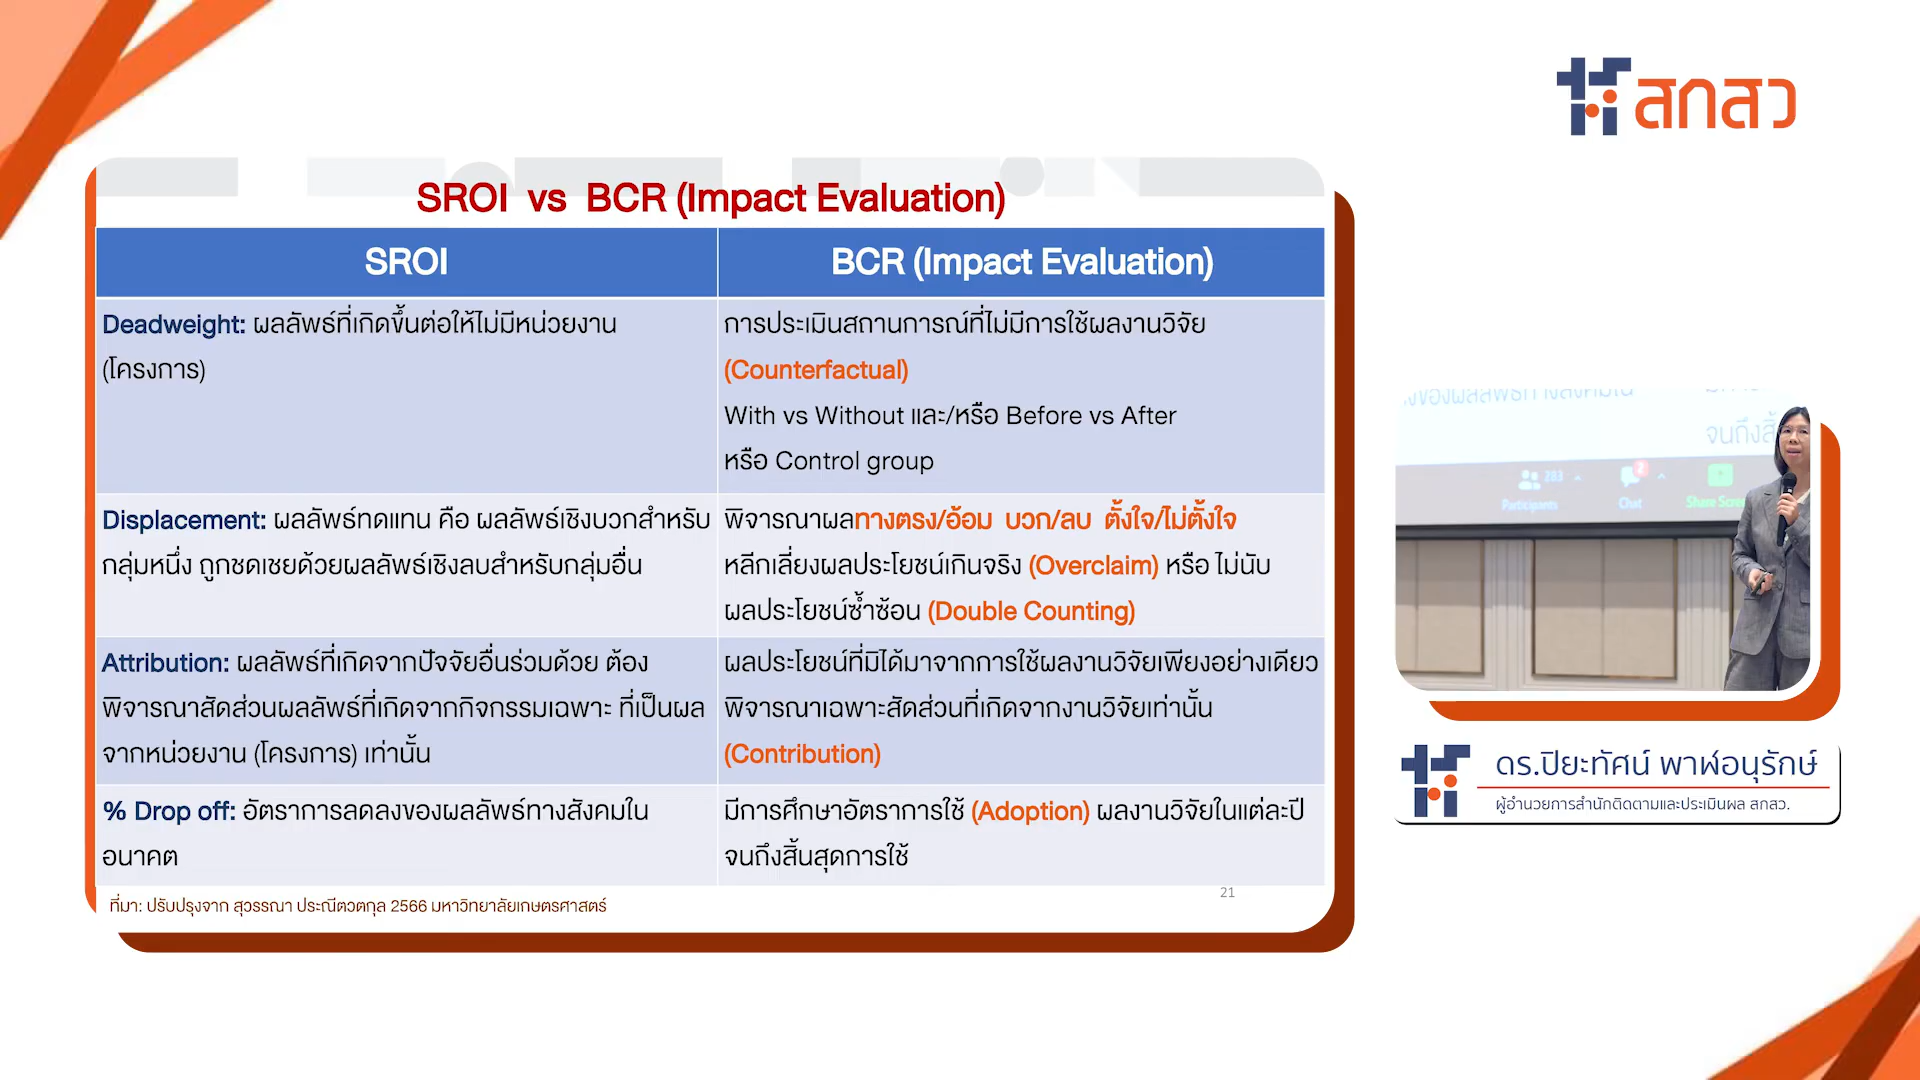 สกสว
SROI vs BCR (Impact Evaluation)
SROI
BCR (Impact Evaluation)
Deadweight: ผลลัพธ์ที่เกิดขึ้นต่อให้ไม่มีหน่วยงาน
(โครงการ)
การประเมินสถานการณ์ที่ไม่มีการใช้ผลงานวิจัย
(Counterfactual)
With vs Without และ/หรือ Before vs After
หรือ Control group
Displacement: ผลลัพธ์ทดแทน คือ ผลลัพธ์เชิงบวกสำหรับ
กลุ่มหนึ่ง ถูกชดเชยด้วยผลลัพธ์เชิงลบสำหรับกลุ่มอื่น
พิจารณาผลทางตรง/อ้อม บวก/ลบ ตั้งใจ/ไม่ตั้งใจ
หลีกเลี่ยงผลประโยชน์เกินจริง (Overclaim) หรือ ไม่นับ
ผลประโยชน์ซ้ำซ้อน (Double Counting)
Attribution: ผลลัพธ์ที่เกิดจากปัจจัยอื่นร่วมด้วย ต้อง
พิจารณาสัดส่วนผลลัพธ์ที่เกิดจากกิจกรรมเฉพาะ ที่เป็นผล
จากหน่วยงาน (โครงการ) เท่านั้น
ผลประโยชน์ที่มิได้มาจากการใช้ผลงานวิจัยเพียงอย่างเดียว
พิจารณาเฉพาะสัดส่วนที่เกิดจากงานวิจัยเท่านั้น
(Contribution)
% Drop off: อัตราการลดลงของผลลัพธ์ทางสังคมใน
อนาคต
มีการศึกษาอัตราการใช้ (Adoption) ผลงานวิจัยในแต่ละปี
จนถึงสิ้นสุดการใช้
ที่มา: ปรับปรุงจาก สุวรรณา ประณีตวตกุล 2566 มหาวิทยาลัยเกษตรศาสตร์
21
ของผลลัพธ์ทางสังคมใน
จนถึงสิ้
283
2
Participants
Chat
Share Scree
ดร.ปิยะทัศน์ พาฬอนุรักษ์
ผู้อำนวยการสำนักติดตามและประเมินผล สกสว.